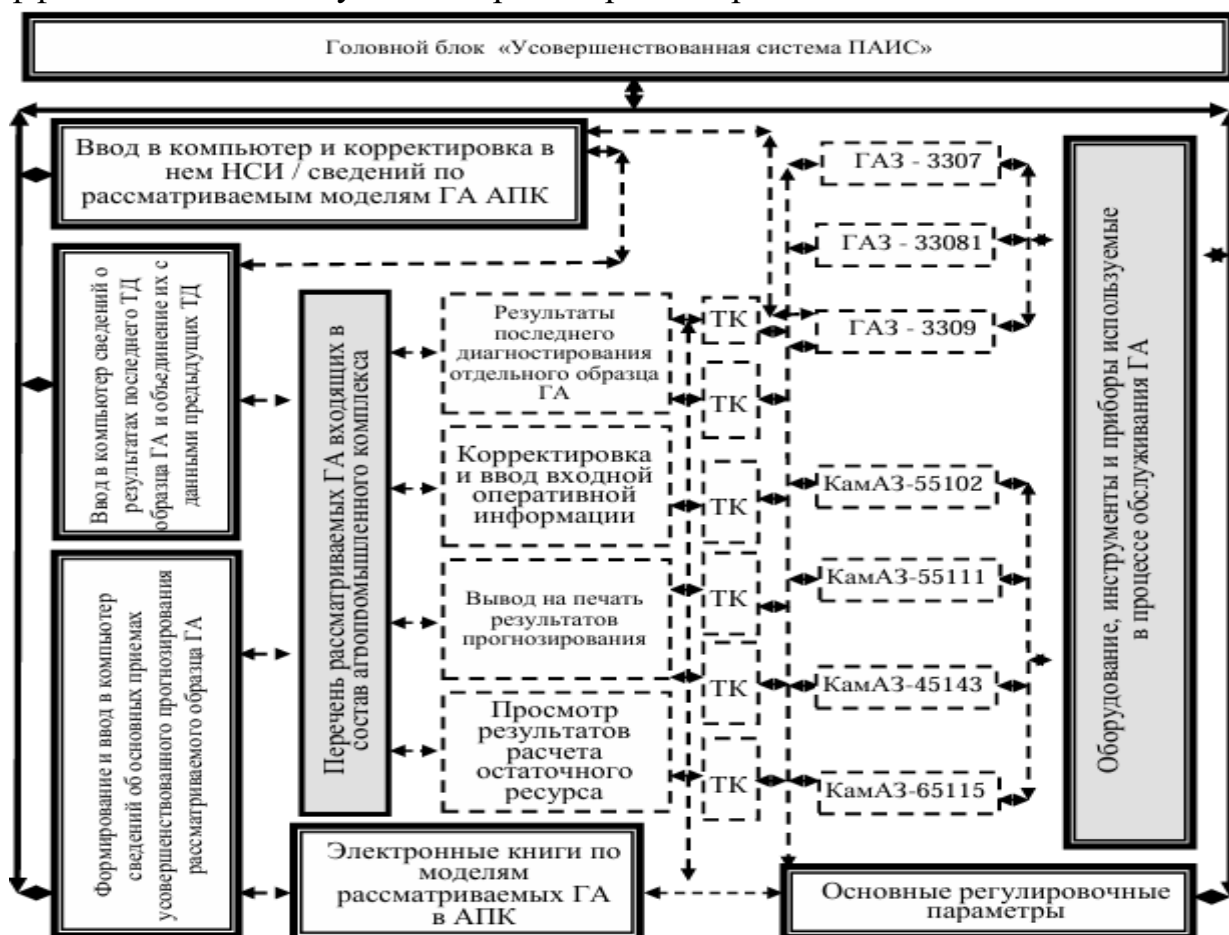 Головной блок «Усовершенствованная система ПАИС»
Ввод в компьютер и корректировка в
нем НСИ / сведений по
рассматриваемым моделям ГА АПК
Ввод в компьютер сведений о
результатах последнего ТД
образца ГА и объединение их с
данными предыдущих ТД
Формирование и ввод в компьютер
сведений об основных приемах
усовершенствованного прогнозирования
рассматриваемого образца ГА
Перечень рассматриваемых ГА входящих в
состав агропромышленного комплекса
Результаты
последнего
диагностирования
отдельного образца
ГА
Корректировка
и ввод входной
оперативной
информации
Вывод на печать
результатов
прогнозирования
Просмотр
результатов
расчета
остаточного
ресурса
ТК
ТК
ТК
ТК
ТК
ТК
ГАЗ - 3307
ГАЗ - 33081
ГАЗ - 3309
КамАЗ-55102
КамАЗ-55111
КамАЗ-45143
КамАЗ-65115
Оборудование, инструменты и приборы используемые
в процессе обслуживания ГА
Электронные книги по
моделям
рассматриваемых ГА
в АПК
Основные регулировочные
параметры